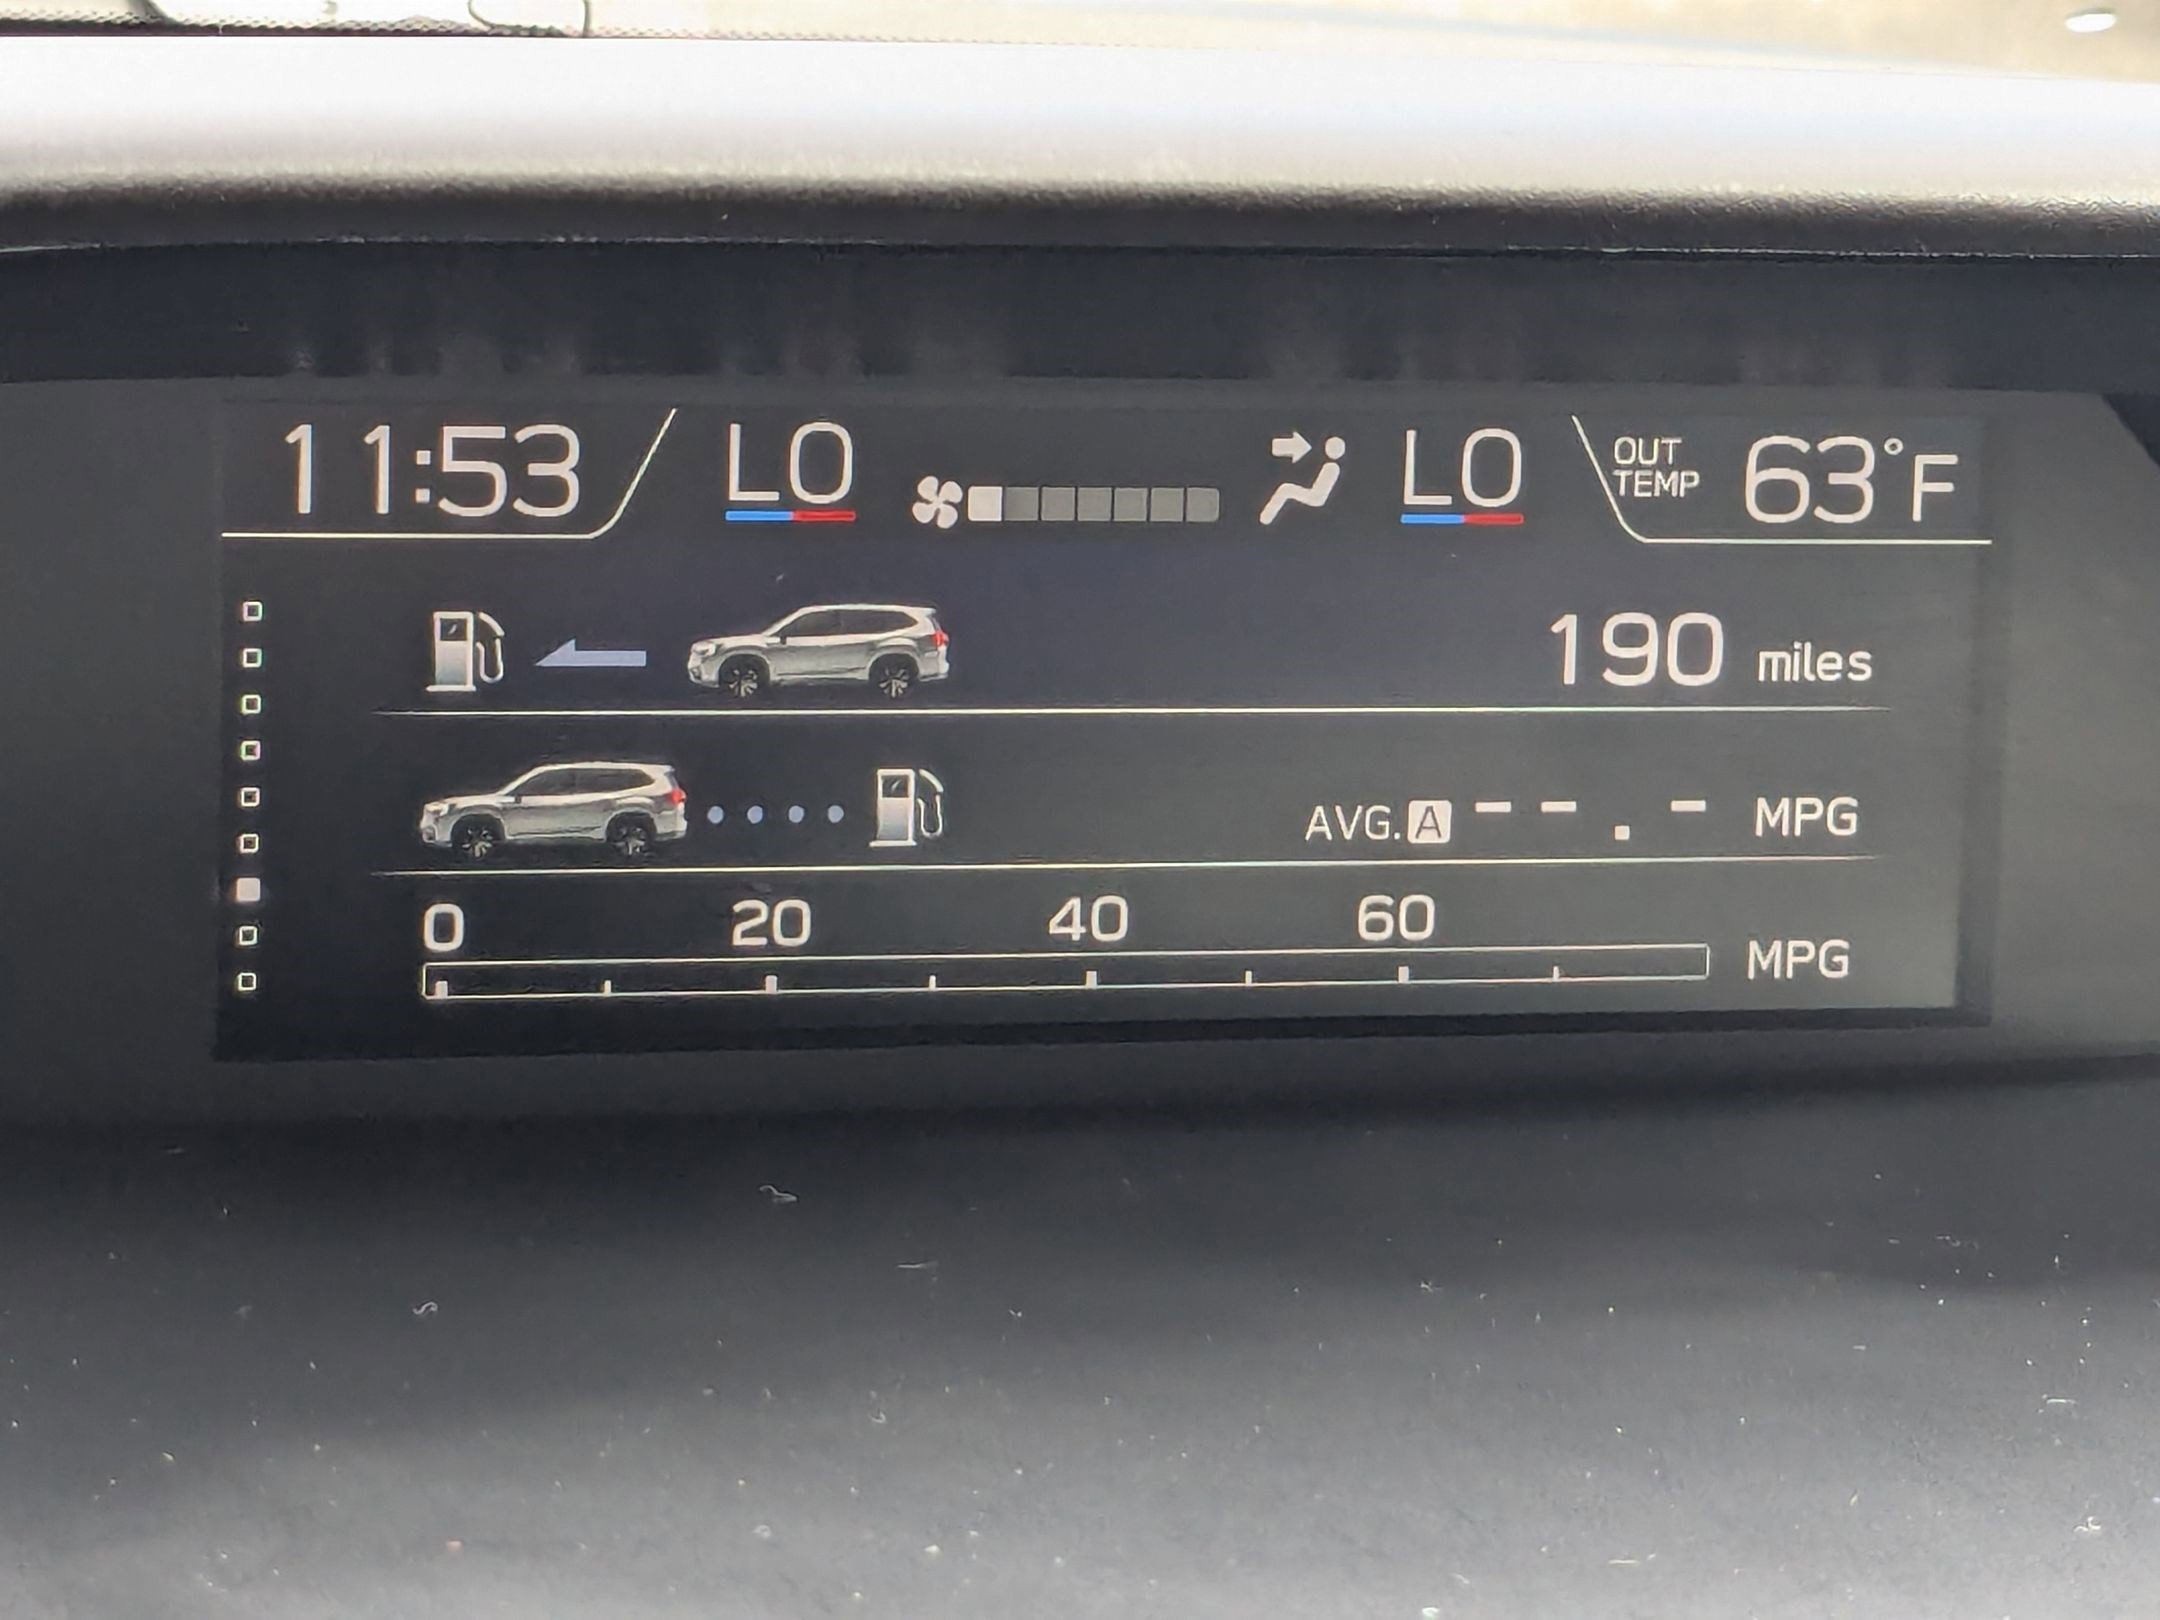 11:53 LO LO OUT TEMP 63°F
190 miles
AVG. A --.- MPG
0 20 40 60
MPG